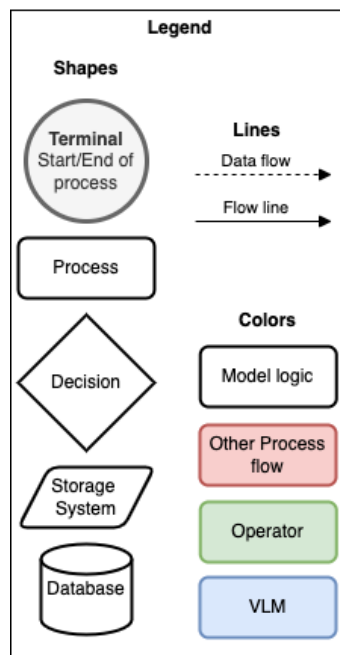 Legend
Shapes
Terminal
Start/End of
process
Process
Decision
Storage
System
Database
Lines
Data flow
Flow line
Colors
Model logic
Other Process
flow
Operator
VLM